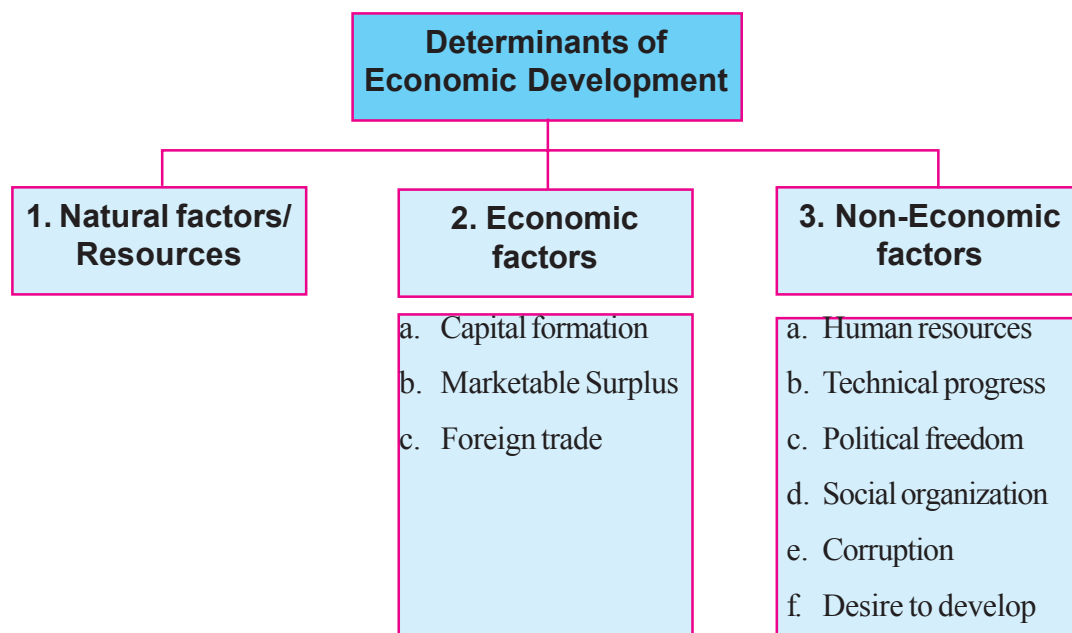 Determinants of
Economic Development
1. Natural factors/
Resources
2. Economic
factors
a. Capital formation
b. Marketable Surplus
c. Foreign trade
3. Non-Economic
factors
a. Human resources
b. Technical progress
c. Political freedom
d. Social organization
e. Corruption
f. Desire to develop